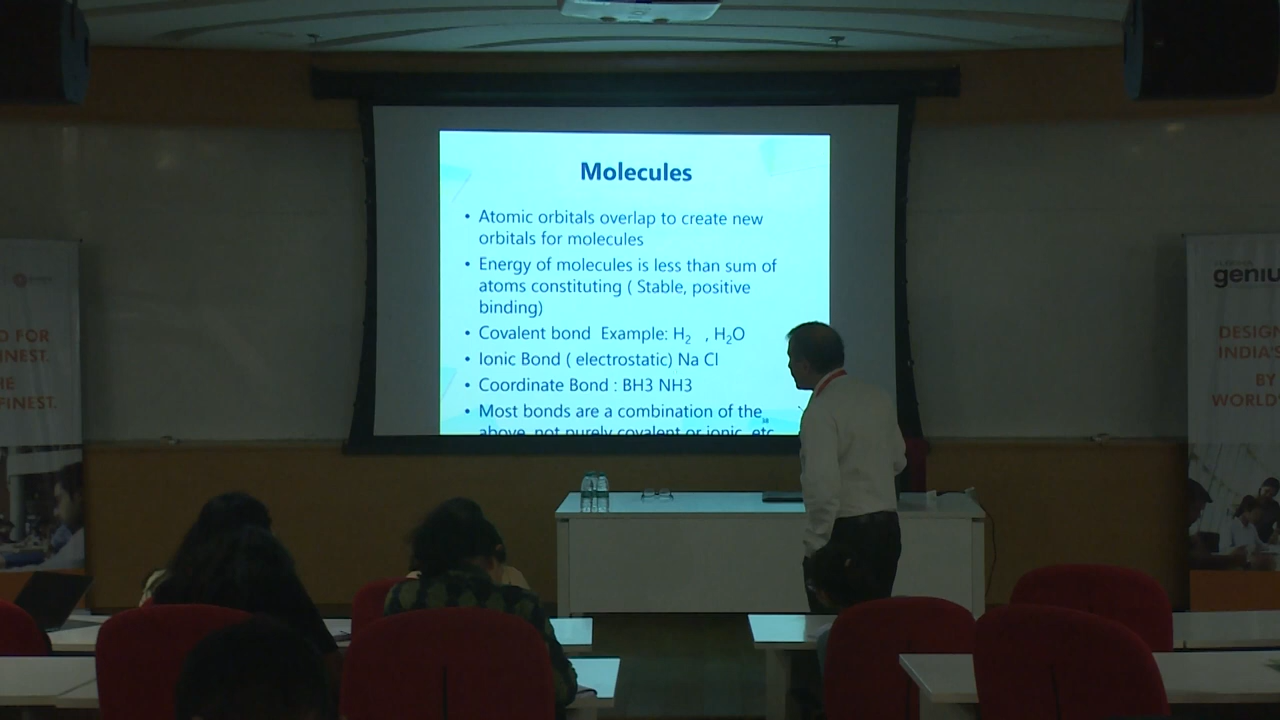 Molecules
• Atomic orbitals overlap to create new
orbitals for molecules
• Energy of molecules is less than sum of
atoms constituting ( Stable, positive
binding)
• Covalent bond Example: H₂ , H₂O
• Ionic Bond ( electrostatic) Na Cl
• Coordinate Bond : BH3 NH3
• Most bonds are a combination of the
above, not purely covalent or ionic, etc
D FOR
INEST.
HE
FINEST.
geniu
DESIGN
INDIA'S
BY
WORLD'